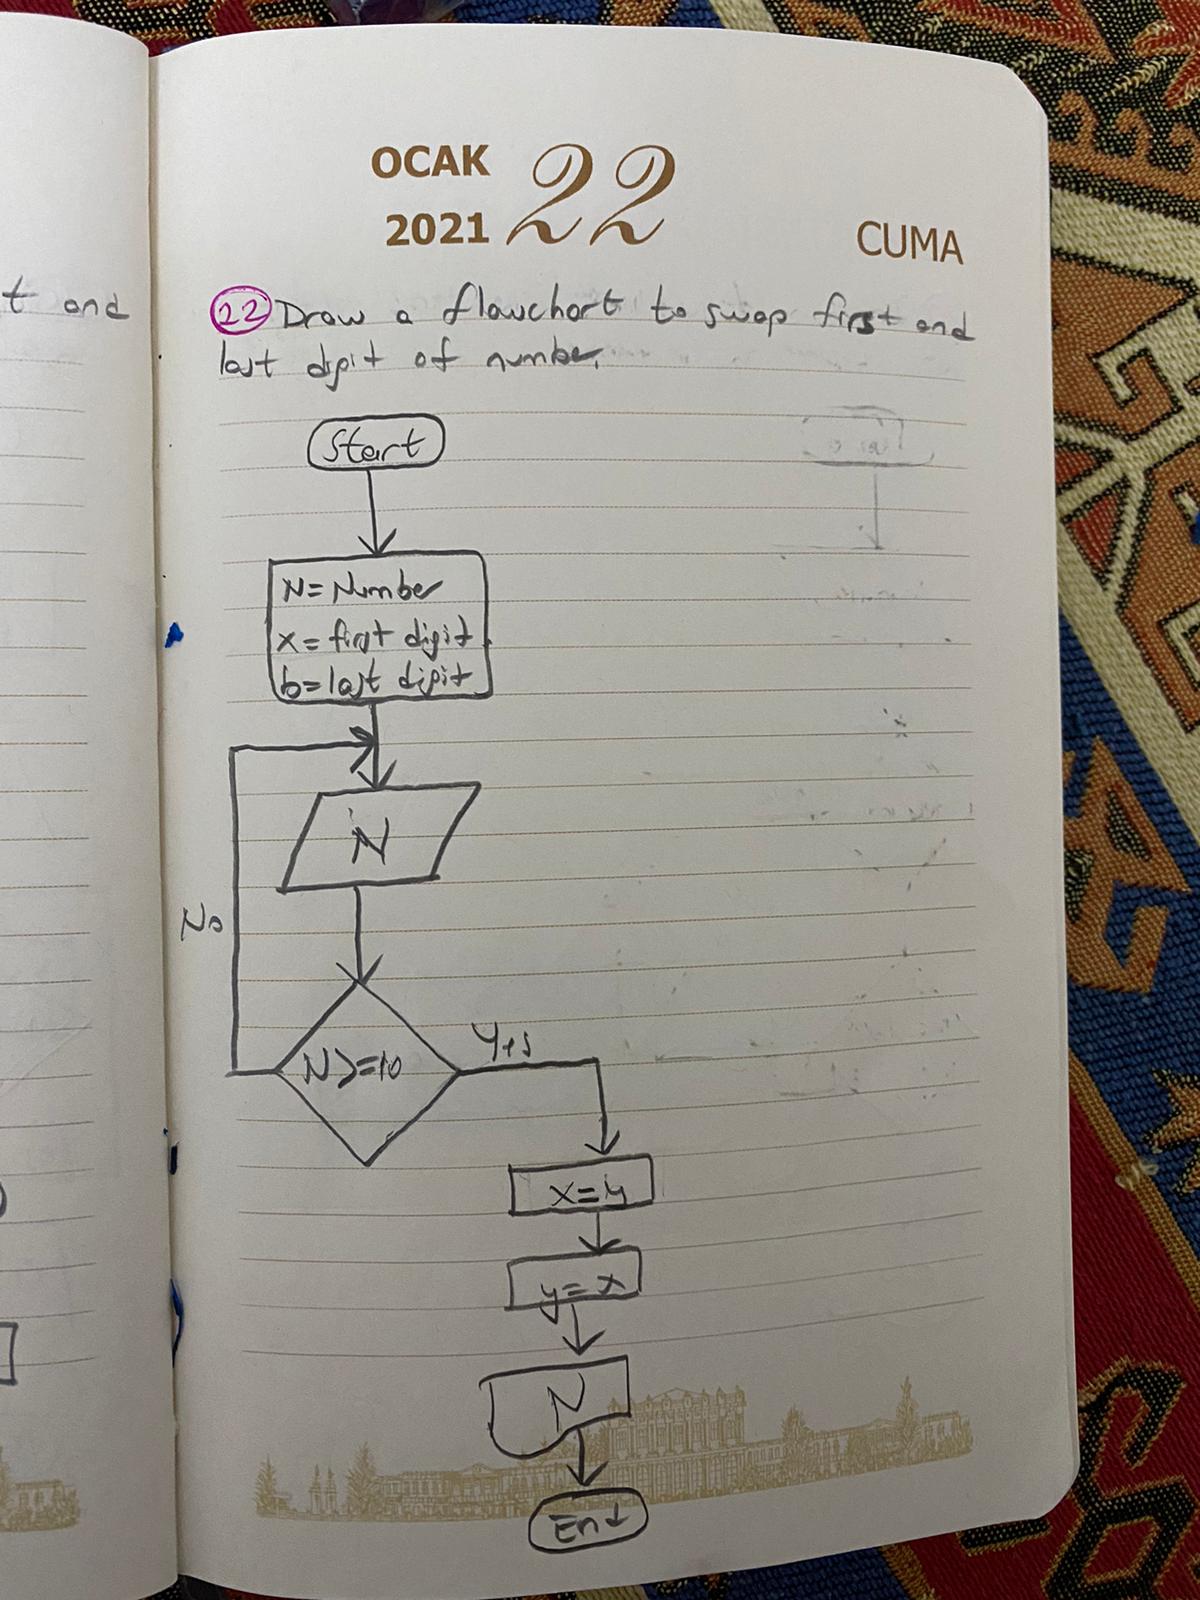 OCAK
2021
22
CUMA
t and
22 Draw a flowchart to swap first and
last digit of number.
Start
N=Number
x=first digit
b=last digit
N
No
N>=10
Yes
x=y
y=x
N
End